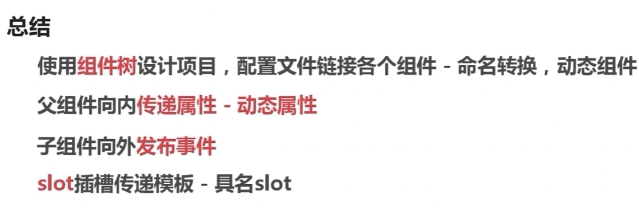 总结
使用组件树设计项目，配置文件链接各个组件 - 命名转换，动态组件
父组件向内传递属性 - 动态属性
子组件向外发布事件
slot插槽传递模板 - 具名slot